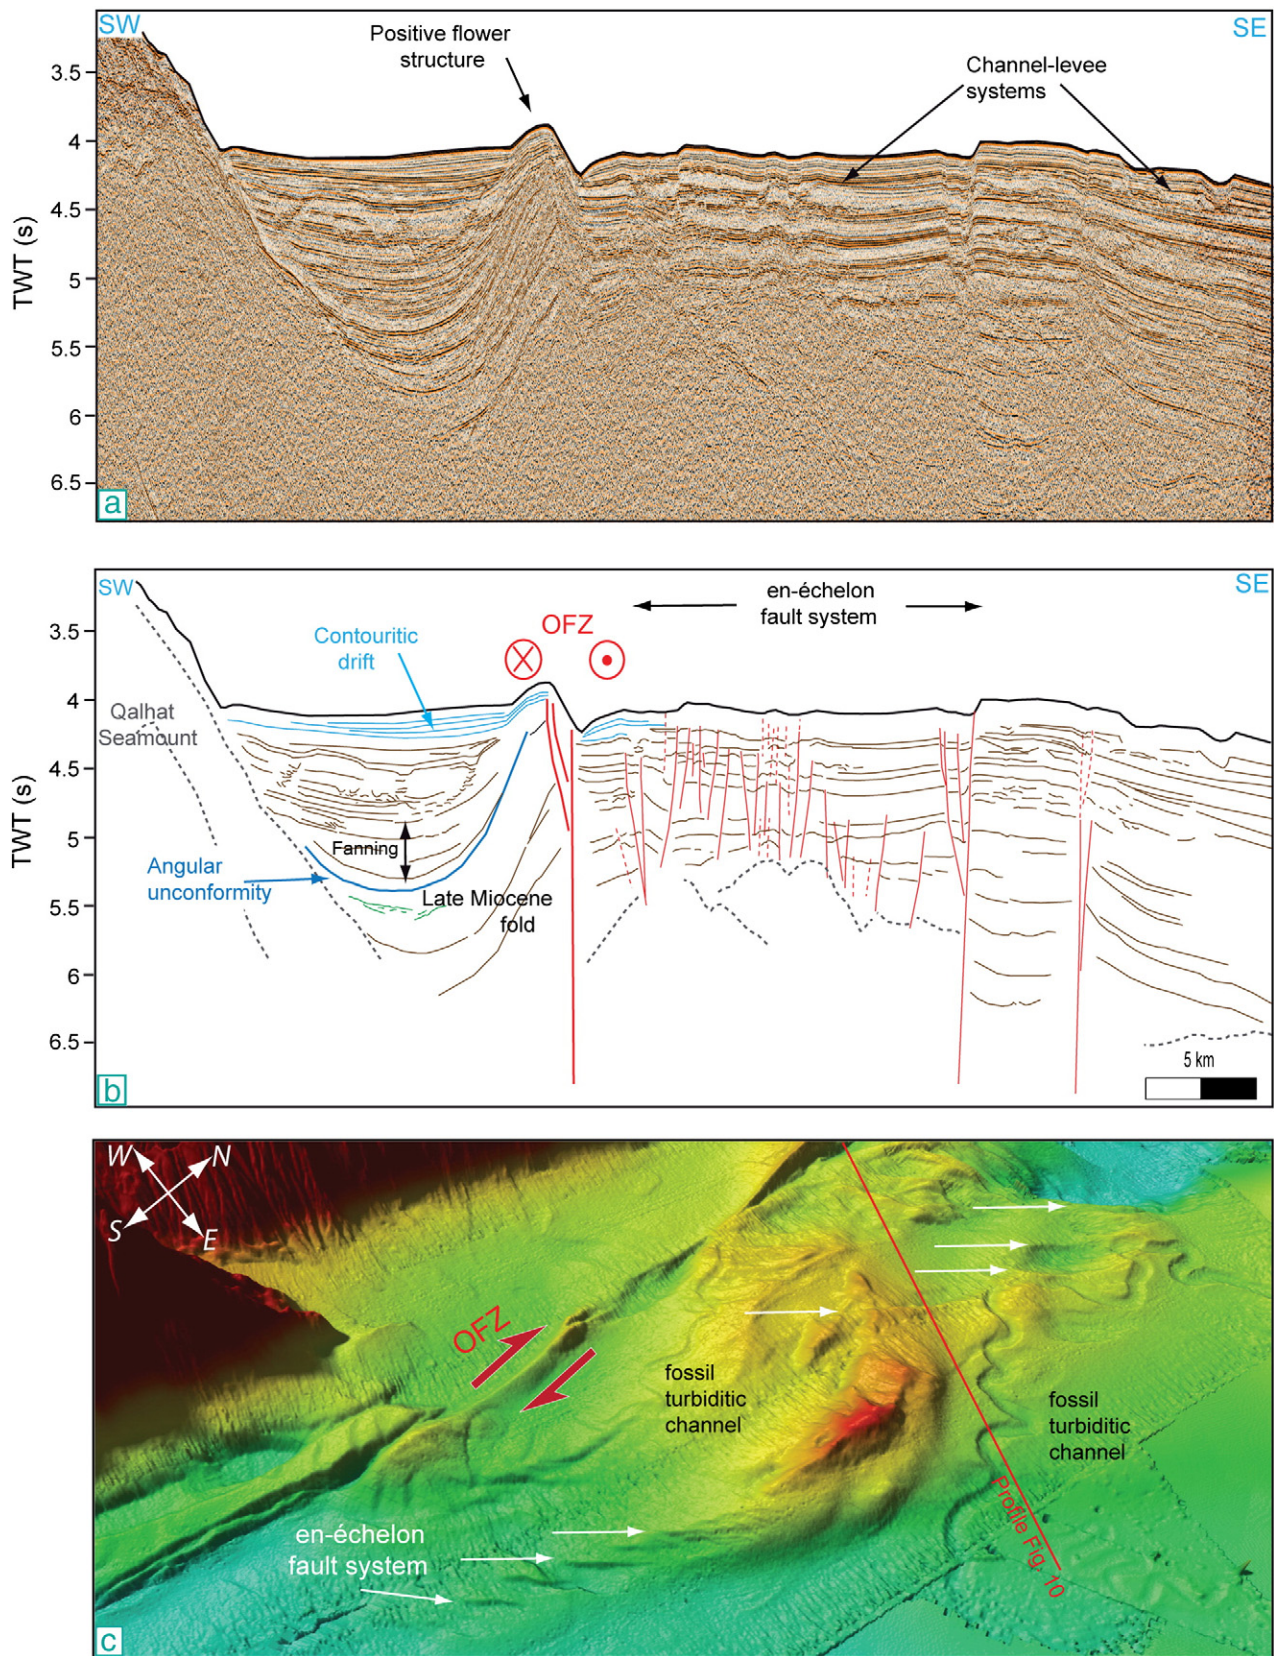 SW
SE
Positive flower
structure
Channel-levee
systems
3.5
4
4.5
5
5.5
6
6.5
TWT (s)
a
SW
SE
en-échelon
fault system
OFZ
Contouritic
drift
3.5
4
4.5
5
5.5
6
6.5
TWT (s)
Qalhat
Seamount
Fanning
Angular
unconformity
Late Miocene
fold
5 km
b
W
N
S
E
OFZ
fossil
turbiditic
channel
fossil
turbiditic
channel
Profile Fig. 10
en-échelon
fault system
c